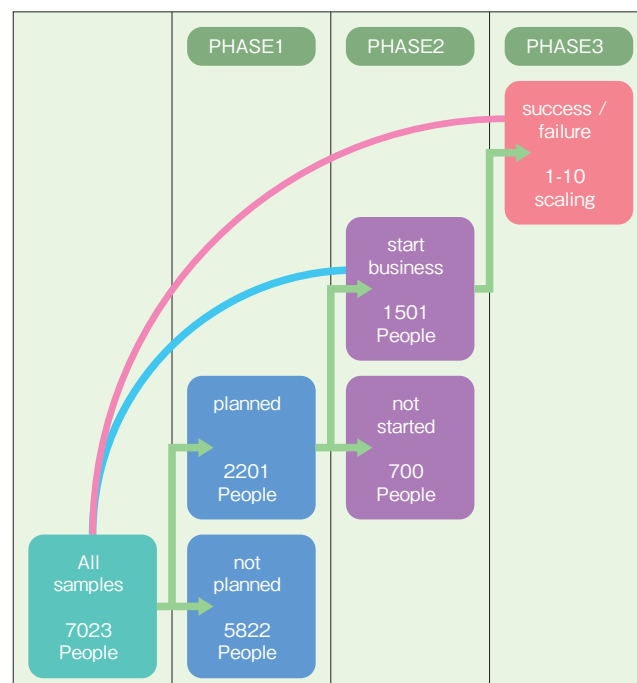 PHASE1
PHASE2
PHASE3
success /
failure
1-10
scaling
start
business
1501
People
planned
2201
People
not
started
700
People
All
samples
7023
People
not
planned
5822
People